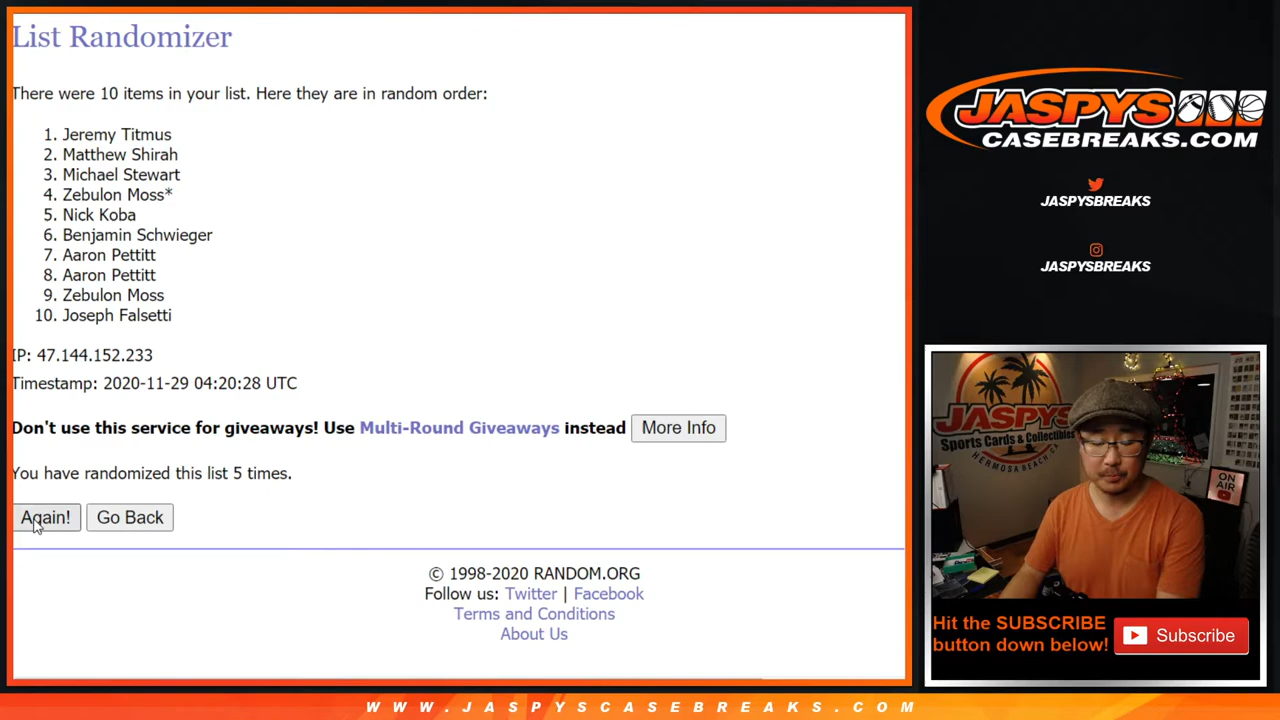 List Randomizer
There were 10 items in your list. Here they are in random order:
1. Jeremy Titmus
2. Matthew Shirah
3. Michael Stewart
4. Zebulon Moss*
5. Nick Koba
6. Benjamin Schwieger
7. Aaron Pettitt
8. Aaron Pettitt
9. Zebulon Moss
10. Joseph Falsetti
IP: 47.144.152.233
Timestamp: 2020-11-29 04:20:28 UTC
Don't use this service for giveaways! Use Multi-Round Giveaways instead More Info
You have randomized this list 5 times.
Again! Go Back
© 1998-2020 RANDOM.ORG
Follow us: Twitter | Facebook
Terms and Conditions
About Us
JASPYS
CASEBREAKS.COM
JASPYSBREAKS
JASPYSBREAKS
JASPYS
Sports Cards & Collectibles
HERMOSA BEACH CA
ON AIR
Hit the SUBSCRIBE
button down below!
Subscribe
WWW.JASPYSCASEBREAKS.COM